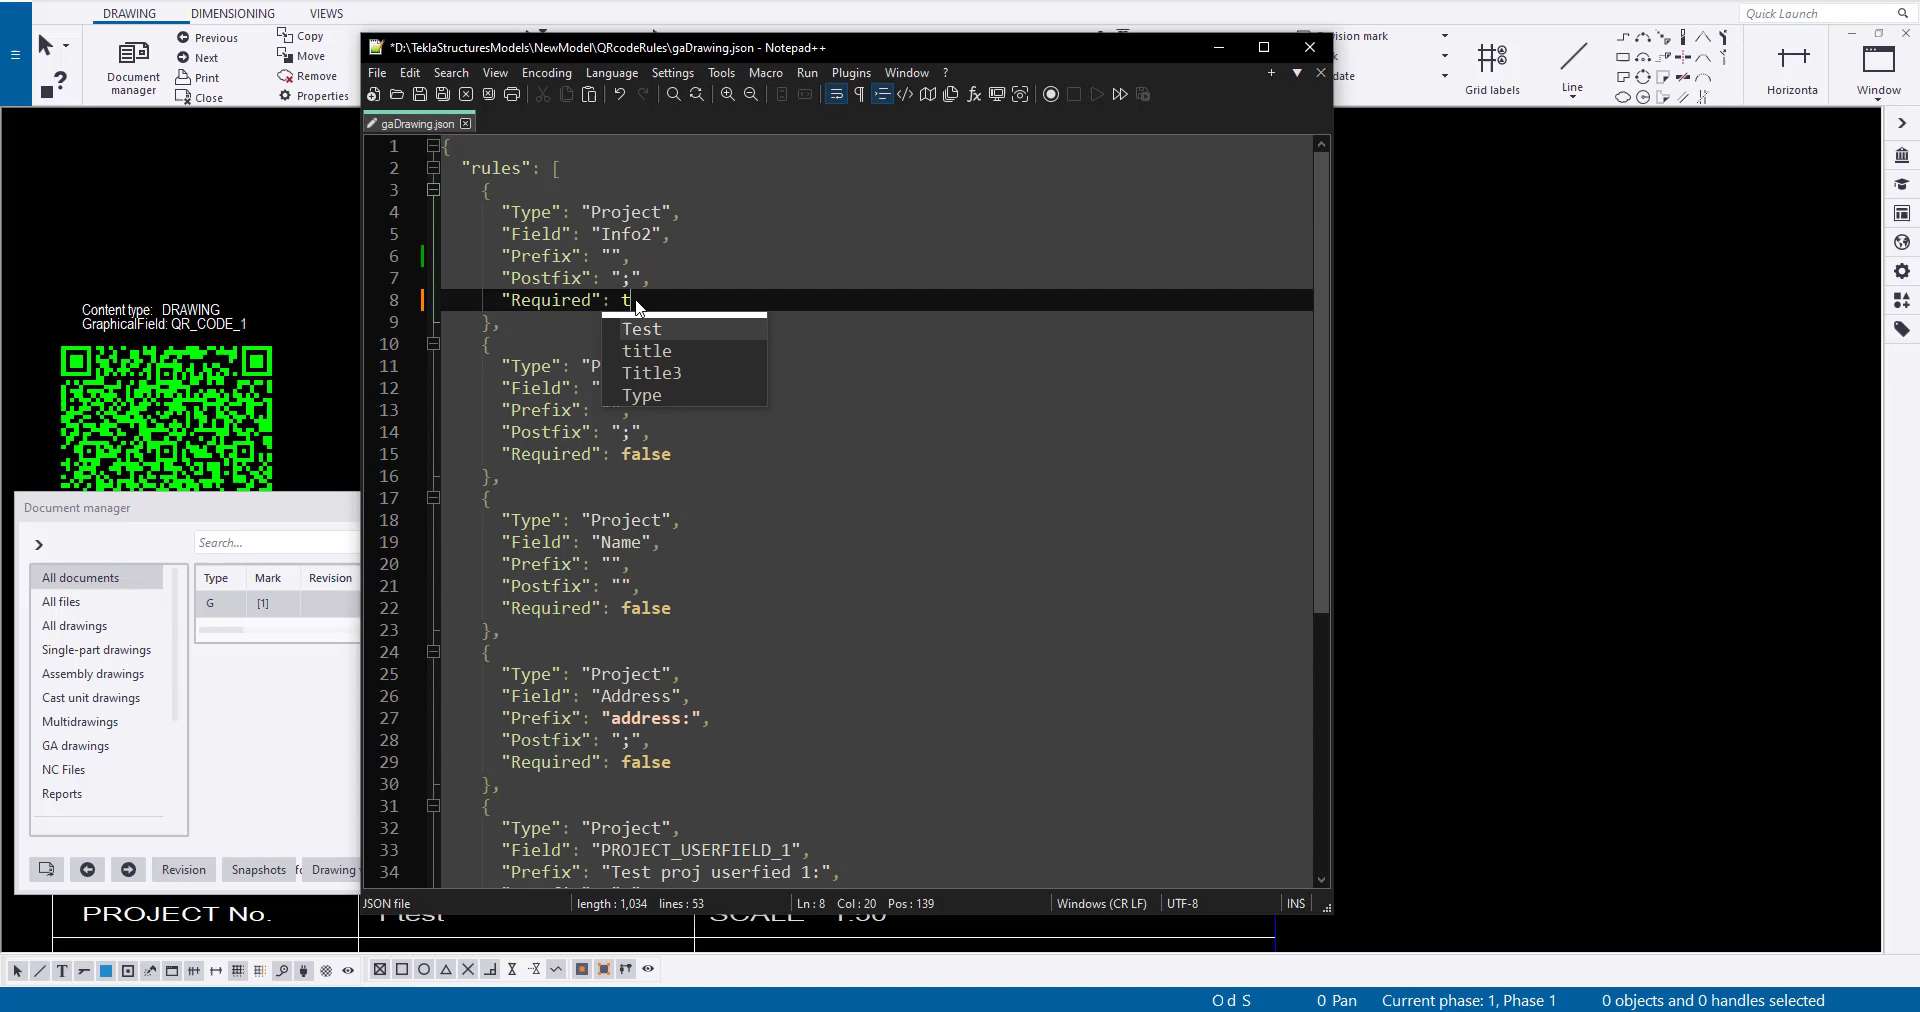 DRAWING DIMENSIONING VIEWS Quick Launch
Document manager
Previous
Next
Print
Close
Copy
Move
Remove
Properties
*D:\TeklaStructuresModels\NewModel\QRcodeRules\gaDrawing.json - Notepad++
File Edit Search View Encoding Language Settings Tools Macro Run Plugins Window ?
gaDrawing.json
1 {
2 "rules": [
3 {
4 "Type": "Project",
5 "Field": "Info2",
6 "Prefix": "",
7 "Postfix": ";",
8 "Required": t
9 },
10 {
11 "Type": "P
12 "Field": "
13 "Prefix": "",
14 "Postfix": ";",
15 "Required": false
16 },
17 {
18 "Type": "Project",
19 "Field": "Name",
20 "Prefix": "",
21 "Postfix": "",
22 "Required": false
23 },
24 {
25 "Type": "Project",
26 "Field": "Address",
27 "Prefix": "address:",
28 "Postfix": ";",
29 "Required": false
30 },
31 {
32 "Type": "Project",
33 "Field": "PROJECT_USERFIELD_1",
34 "Prefix": "Test proj userfied 1:",
Test
title
Title3
Type
JSON file length : 1,034 lines : 53 Ln : 8 Col : 20 Pos : 139 Windows (CR LF) UTF-8 INS
ision mark
date
Grid labels
Line
Horizonta
Window
Content type: DRAWING
GraphicalField: QR_CODE_1
Document manager
Search...
All documents
All files
All drawings
Single-part drawings
Assembly drawings
Cast unit drawings
Multidrawings
GA drawings
NC Files
Reports
Type Mark Revision
G [1]
Revision Snapshots Drawing
PROJECT No. Ptest SCALE 1:50
O d S 0 Pan Current phase: 1, Phase 1 0 objects and 0 handles selected